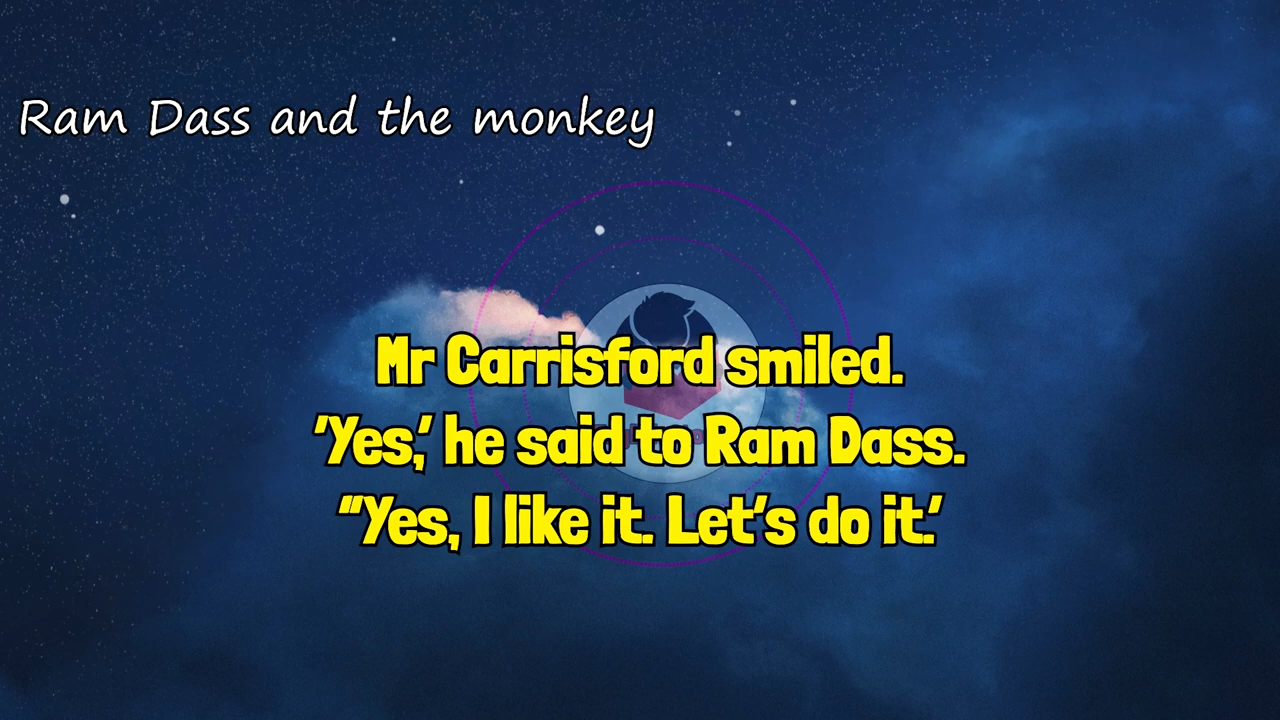 Ram Dass and the monkey
Mr Carrisford smiled.
'Yes,' he said to Ram Dass.
"Yes, I like it. Let's do it.'